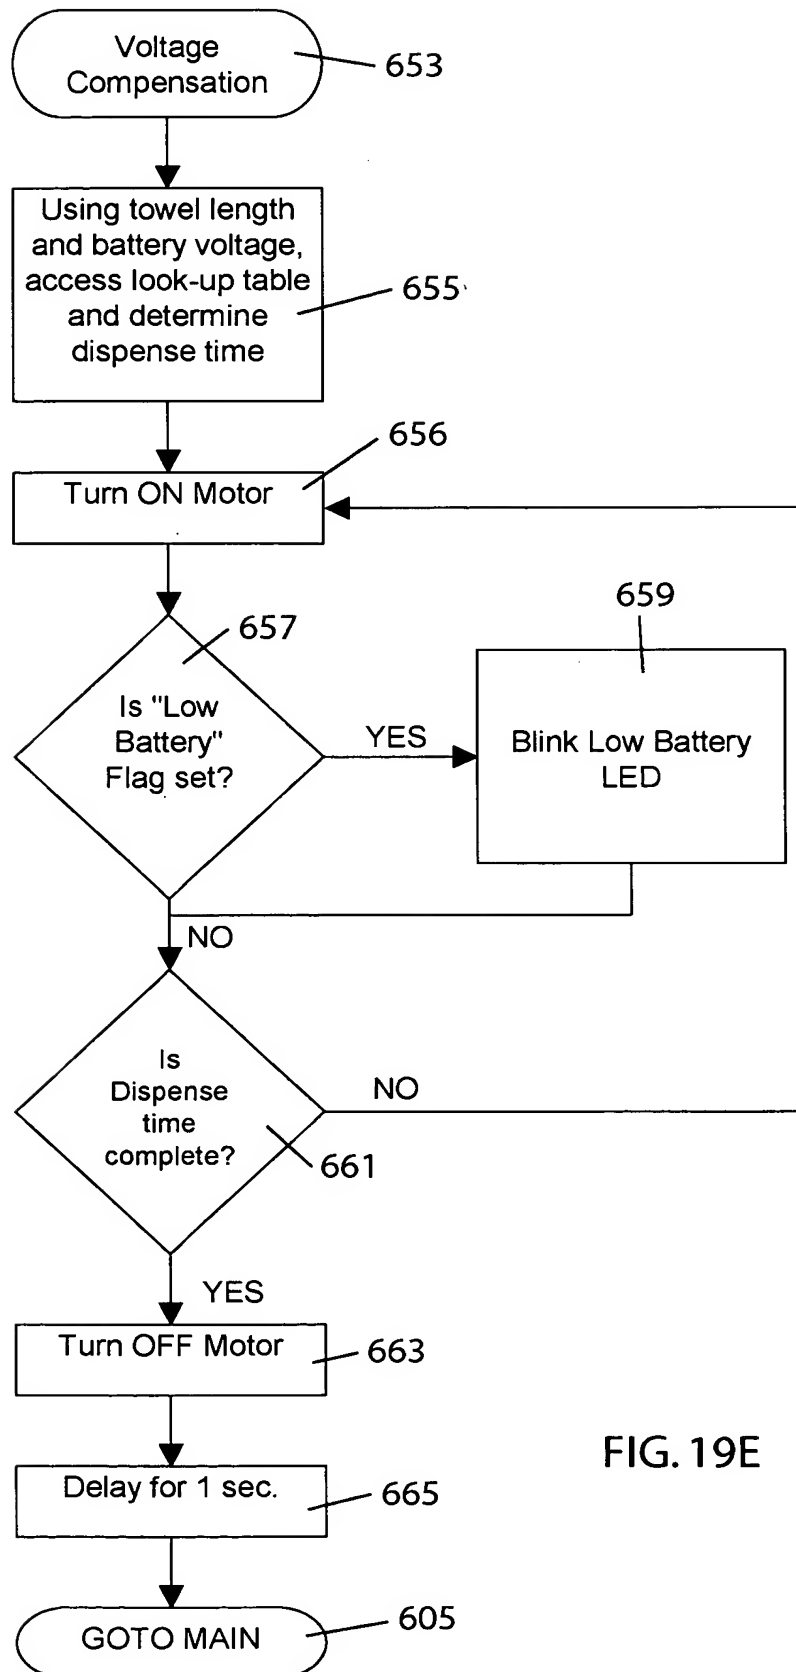 Voltage
Compensation
653
Using towel length
and battery voltage,
access look-up table
and determine
dispense time
655
656
Turn ON Motor
657
659
Is "Low
Battery"
Flag set?
YES
Blink Low Battery
LED
NO
Is
Dispense
time
complete?
NO
661
YES
Turn OFF Motor
663
FIG. 19E
Delay for 1 sec.
665
GOTO MAIN
605